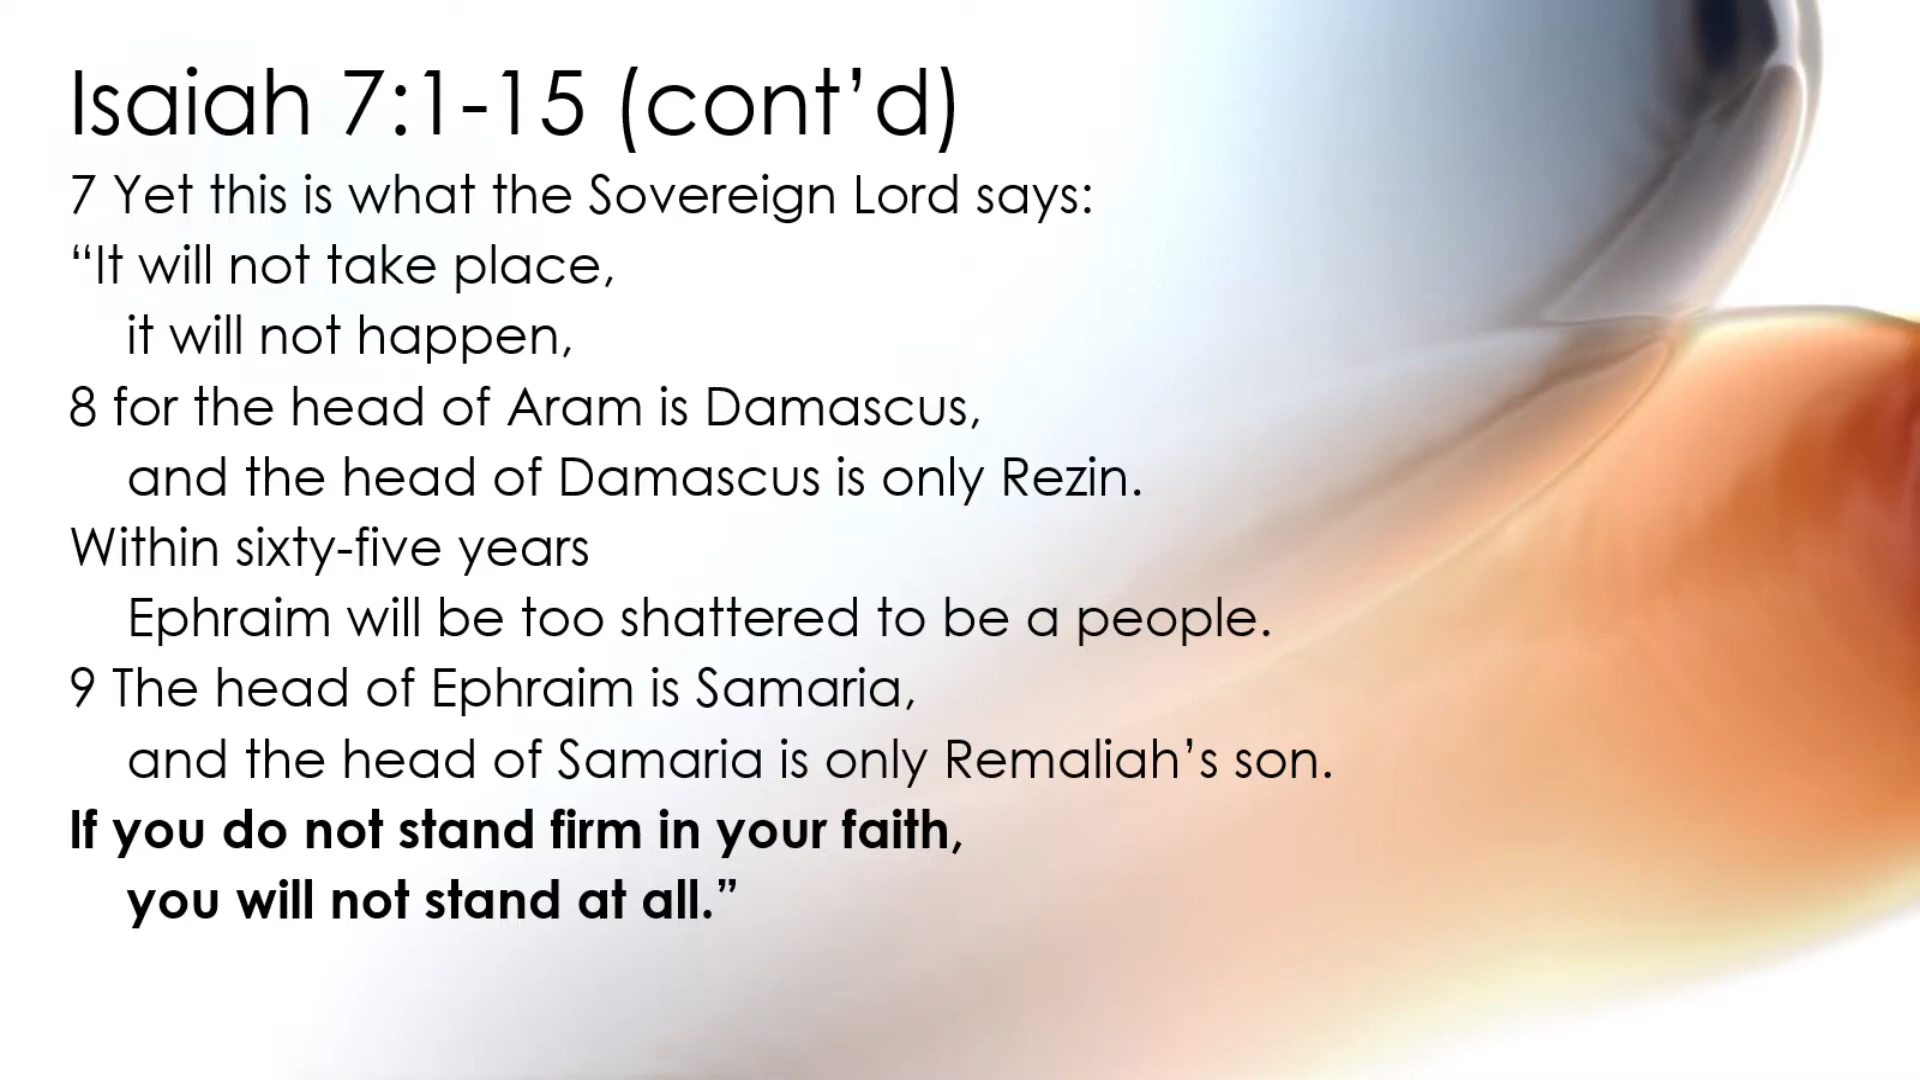 Isaiah 7:1-15 (cont’d)
7 Yet this is what the Sovereign Lord says:
“It will not take place,
it will not happen,
8 for the head of Aram is Damascus,
and the head of Damascus is only Rezin.
Within sixty-five years
Ephraim will be too shattered to be a people.
9 The head of Ephraim is Samaria,
and the head of Samaria is only Remaliah’s son.
If you do not stand firm in your faith,
you will not stand at all.”